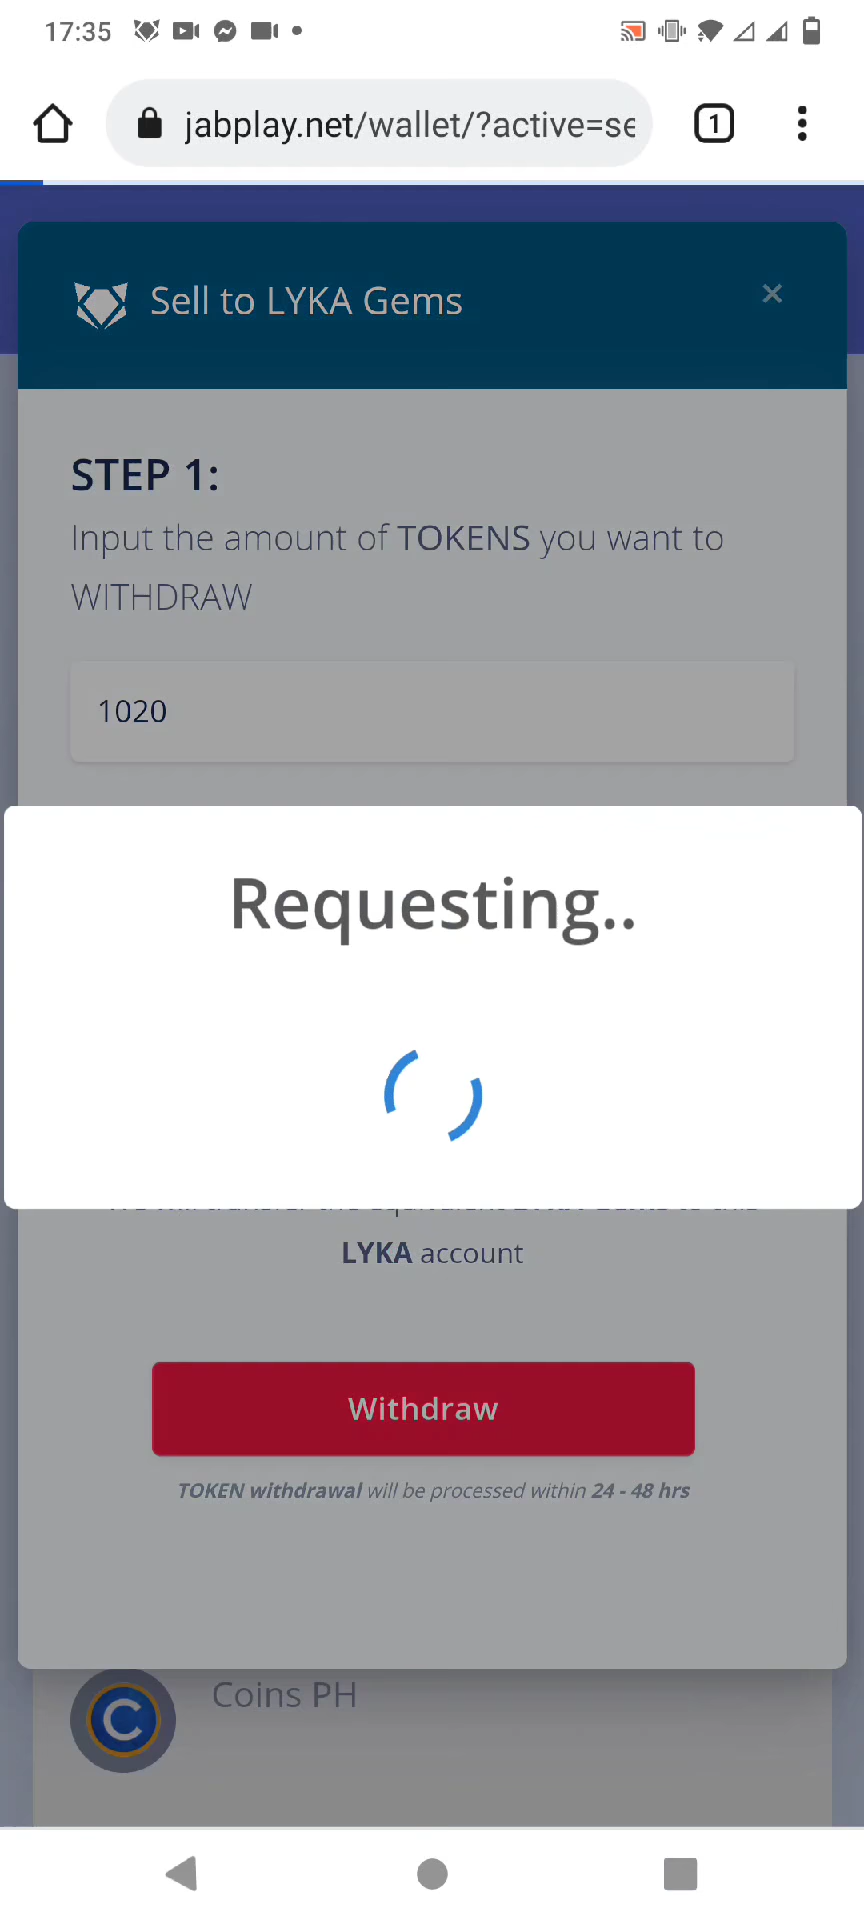 17:35
jabplay.net/wallet/?active=se
1
Sell to LYKA Gems
×
STEP 1:
Input the amount of TOKENS you want to
WITHDRAW
1020
Requesting..
LYKA account
Withdraw
TOKEN withdrawal will be processed within 24 - 48 hrs
Coins PH